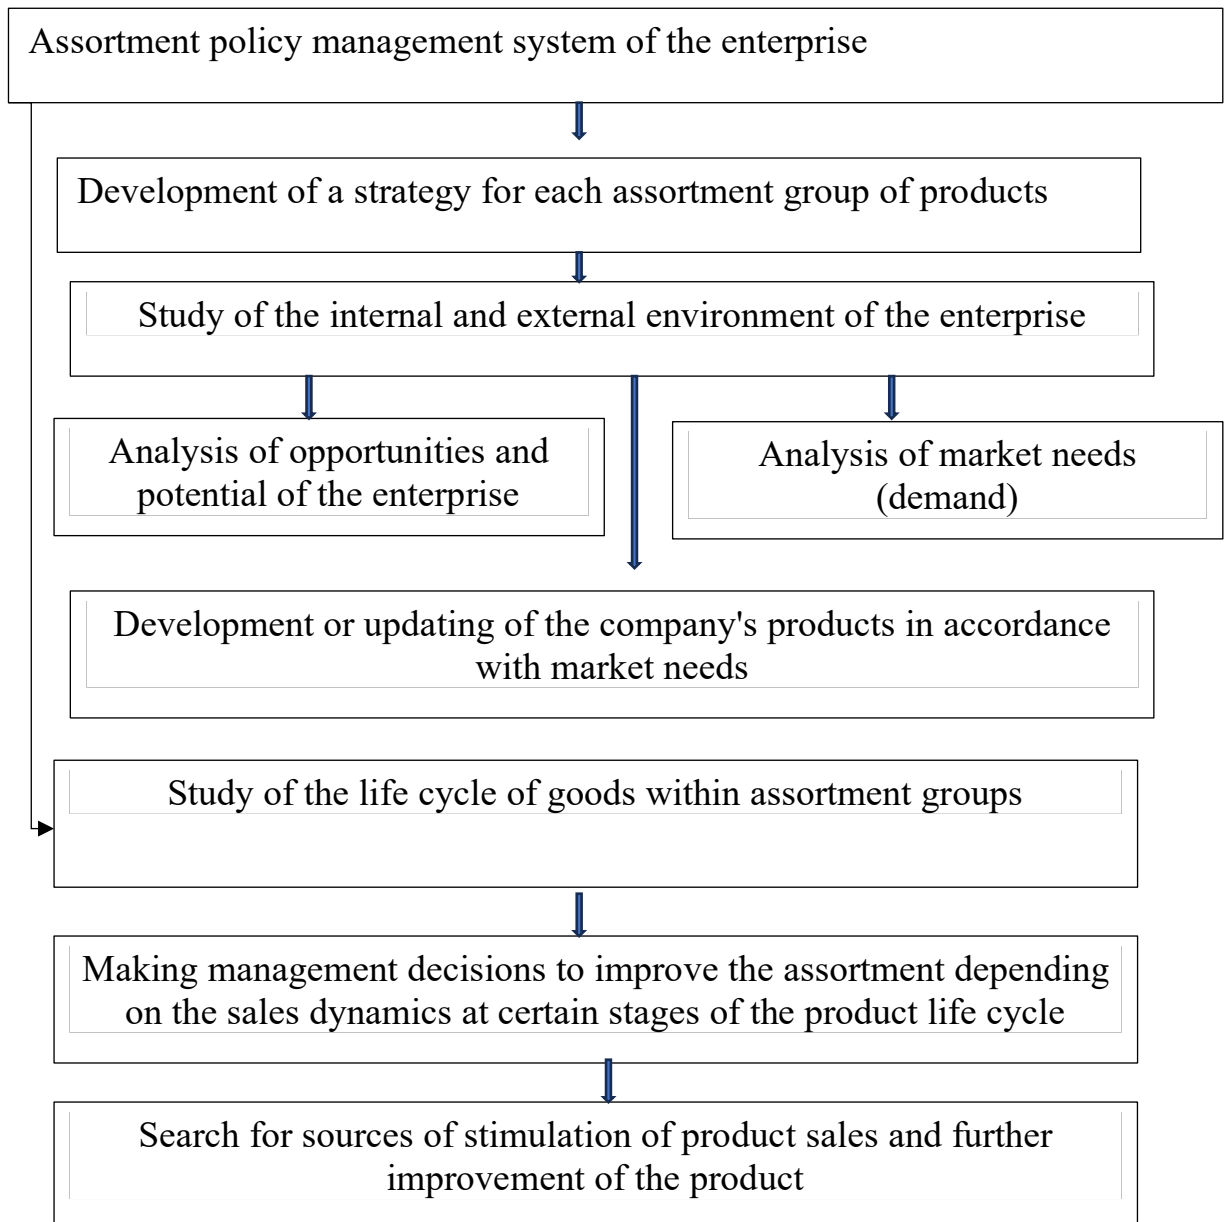 Assortment policy management system of the enterprise
Development of a strategy for each assortment group of products
Study of the internal and external environment of the enterprise
Analysis of opportunities and
potential of the enterprise
Analysis of market needs
(demand)
Development or updating of the company's products in accordance
with market needs
Study of the life cycle of goods within assortment groups
Making management decisions to improve the assortment depending
on the sales dynamics at certain stages of the product life cycle
Search for sources of stimulation of product sales and further
improvement of the product